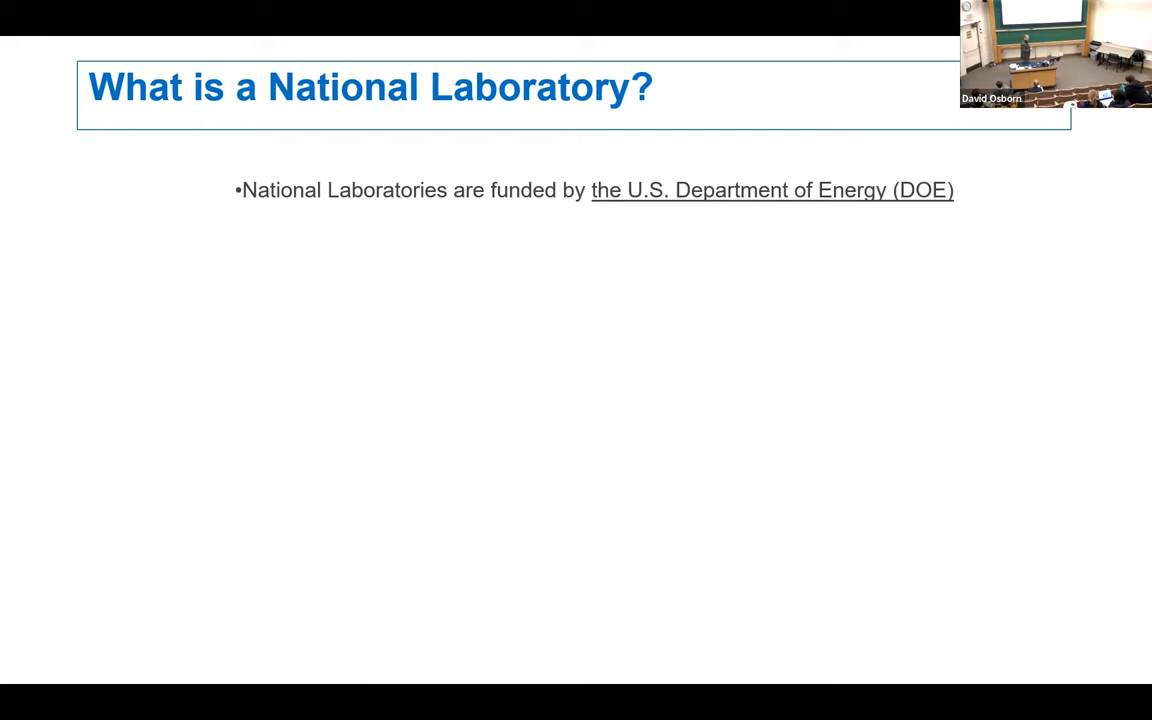 What is a National Laboratory?
David Osborn
•National Laboratories are funded by the U.S. Department of Energy (DOE)